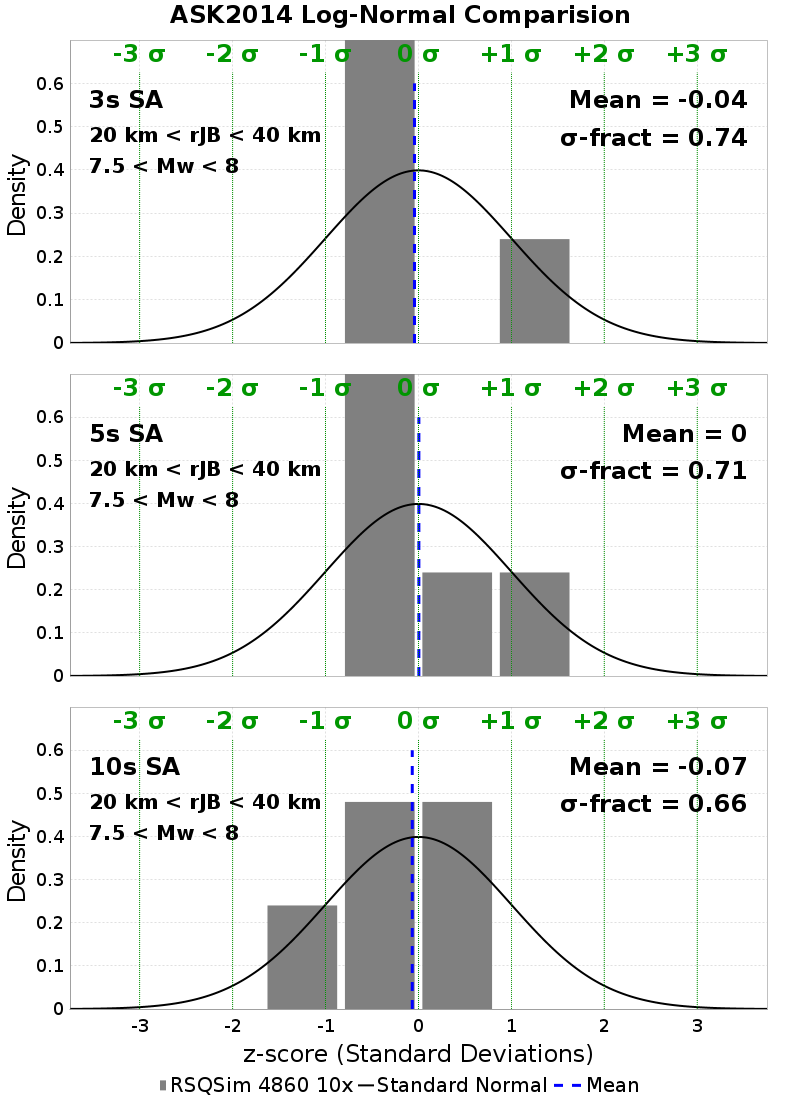 ASK2014 Log-Normal Comparision
-3 σ -2 σ -1 σ 0 σ +1 σ +2 σ +3 σ
3s SA
20 km < rJB < 40 km
7.5 < Mw < 8
Mean = -0.04
σ-fract = 0.74
Density
0.6
0.5
0.4
0.3
0.2
0.1
0
-3 σ -2 σ -1 σ 0 σ +1 σ +2 σ +3 σ
5s SA
20 km < rJB < 40 km
7.5 < Mw < 8
Mean = 0
σ-fract = 0.71
Density
0.6
0.5
0.4
0.3
0.2
0.1
0
-3 σ -2 σ -1 σ 0 σ +1 σ +2 σ +3 σ
10s SA
20 km < rJB < 40 km
7.5 < Mw < 8
Mean = -0.07
σ-fract = 0.66
Density
0.6
0.5
0.4
0.3
0.2
0.1
0
-3 -2 -1 0 1 2 3
z-score (Standard Deviations)
RSQSim 4860 10x Standard Normal Mean